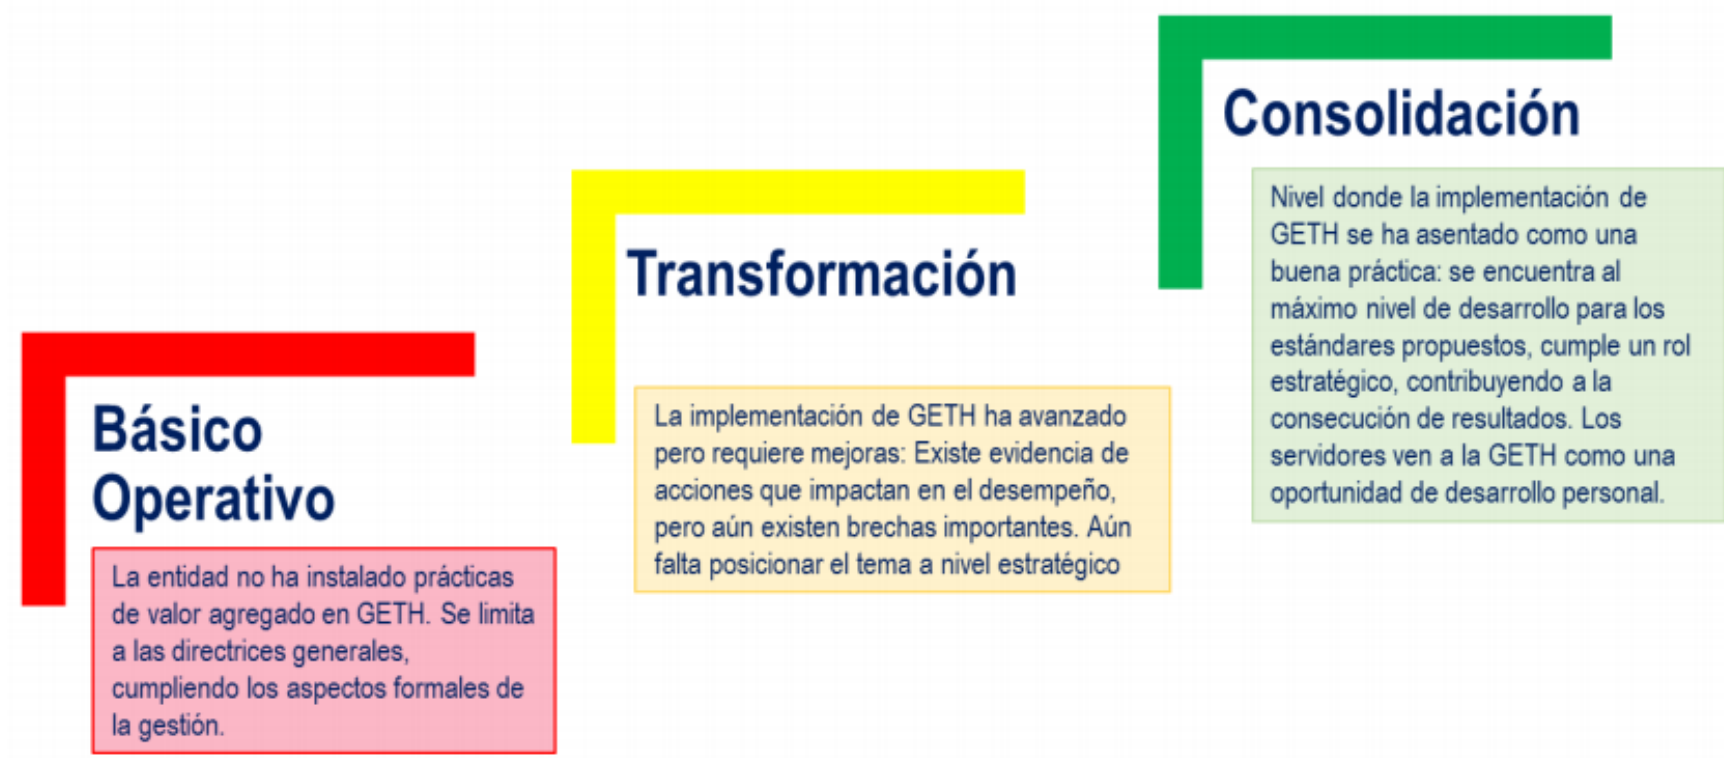 Básico
Operativo
La entidad no ha instalado prácticas
de valor agregado en GETH. Se limita
a las directrices generales,
cumpliendo los aspectos formales de
la gestión.
Transformación
La implementación de GETH ha avanzado
pero requiere mejoras: Existe evidencia de
acciones que impactan en el desempeño,
pero aún existen brechas importantes. Aún
falta posicionar el tema a nivel estratégico
Consolidación
Nivel donde la implementación de
GETH se ha asentado como una
buena práctica: se encuentra al
máximo nivel de desarrollo para los
estándares propuestos, cumple un rol
estratégico, contribuyendo a la
consecución de resultados. Los
servidores ven a la GETH como una
oportunidad de desarrollo personal.